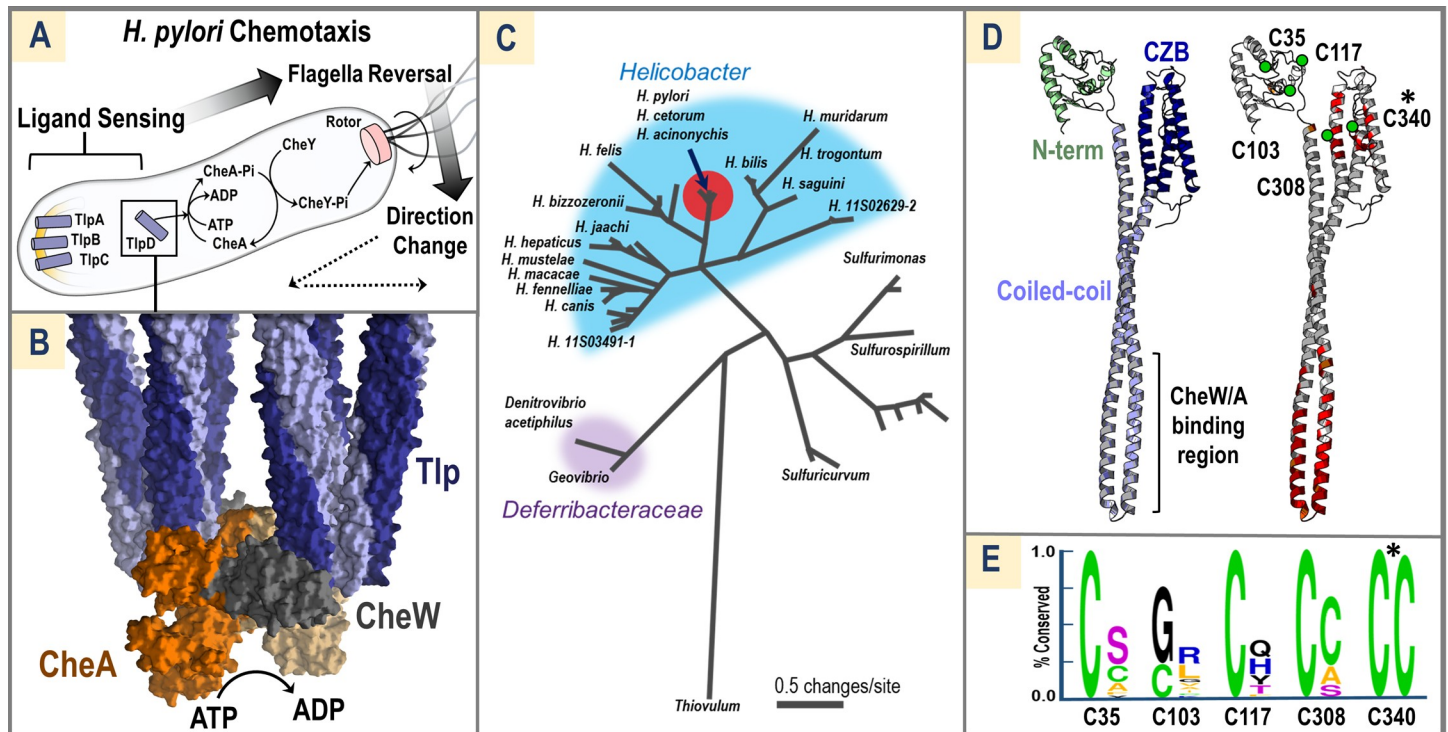 A
H. pylori Chemotaxis
Flagella Reversal
Ligand Sensing
Rotor
CheY
CheA-Pi
ADP
CheY-Pi
ATP
CheA
TlpA
TlpB
TlpC
TlpD
Direction
Change
B
Tlp
CheW
CheA
ATP
ADP
C
Helicobacter
H. pylori
H. cetorum
H. acinonychis
H. muridarum
H. felis
H. bilis
H. trogontum
H. saguini
H. bizzozeronii
H. 11S02629-2
H. jaachi
H. hepaticus
H. mustelae
H. macacae
H. fennelliae
H. canis
H. 11S03491-1
Sulfurimonas
Sulfurospirillum
Denitrovibrio
acetiphilus
Geovibrio
Deferribacteraceae
Sulfuricurvum
Thiovulum
0.5 changes/site
D
CZB
N-term
Coiled-coil
CheW/A
binding
region
C35
C117
*
C340
C103
C308
E
% Conserved
1.0
0.0
C S C A
G C R L
C Q H Y T
C C A S
C * C
C35 C103 C117 C308 C340